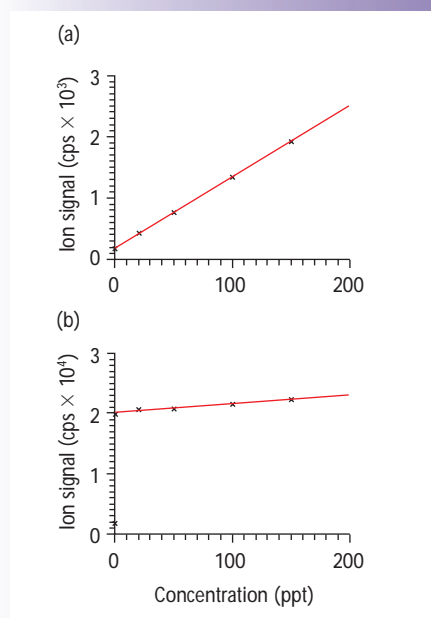 (a)
Ion signal (cps × 10³)
3
2
1
0
0 100 200
(b)
Ion signal (cps × 10⁴)
3
2
1
0
0 100 200
Concentration (ppt)